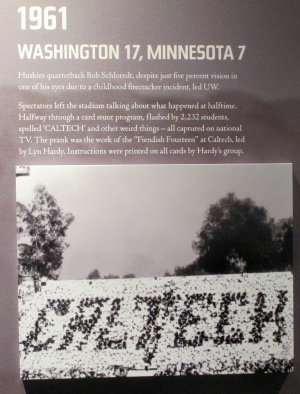 1961
WASHINGTON 17, MINNESOTA 7
Huskies quarterback Bob Schloredt, despite just five percent vision in
one of his eyes due to a childhood firecracker incident, led UW.
Spectators left the stadium talking about what happened at halftime.
Halfway through a card stunt program, flashed by 2,232 students,
spelled 'CALTECH' and other weird things – all captured on national
TV. The prank was the work of the "Fiendish Fourteen" at Caltech, led
by Lyn Hardy. Instructions were printed on all cards by Hardy's group.
CALTECH